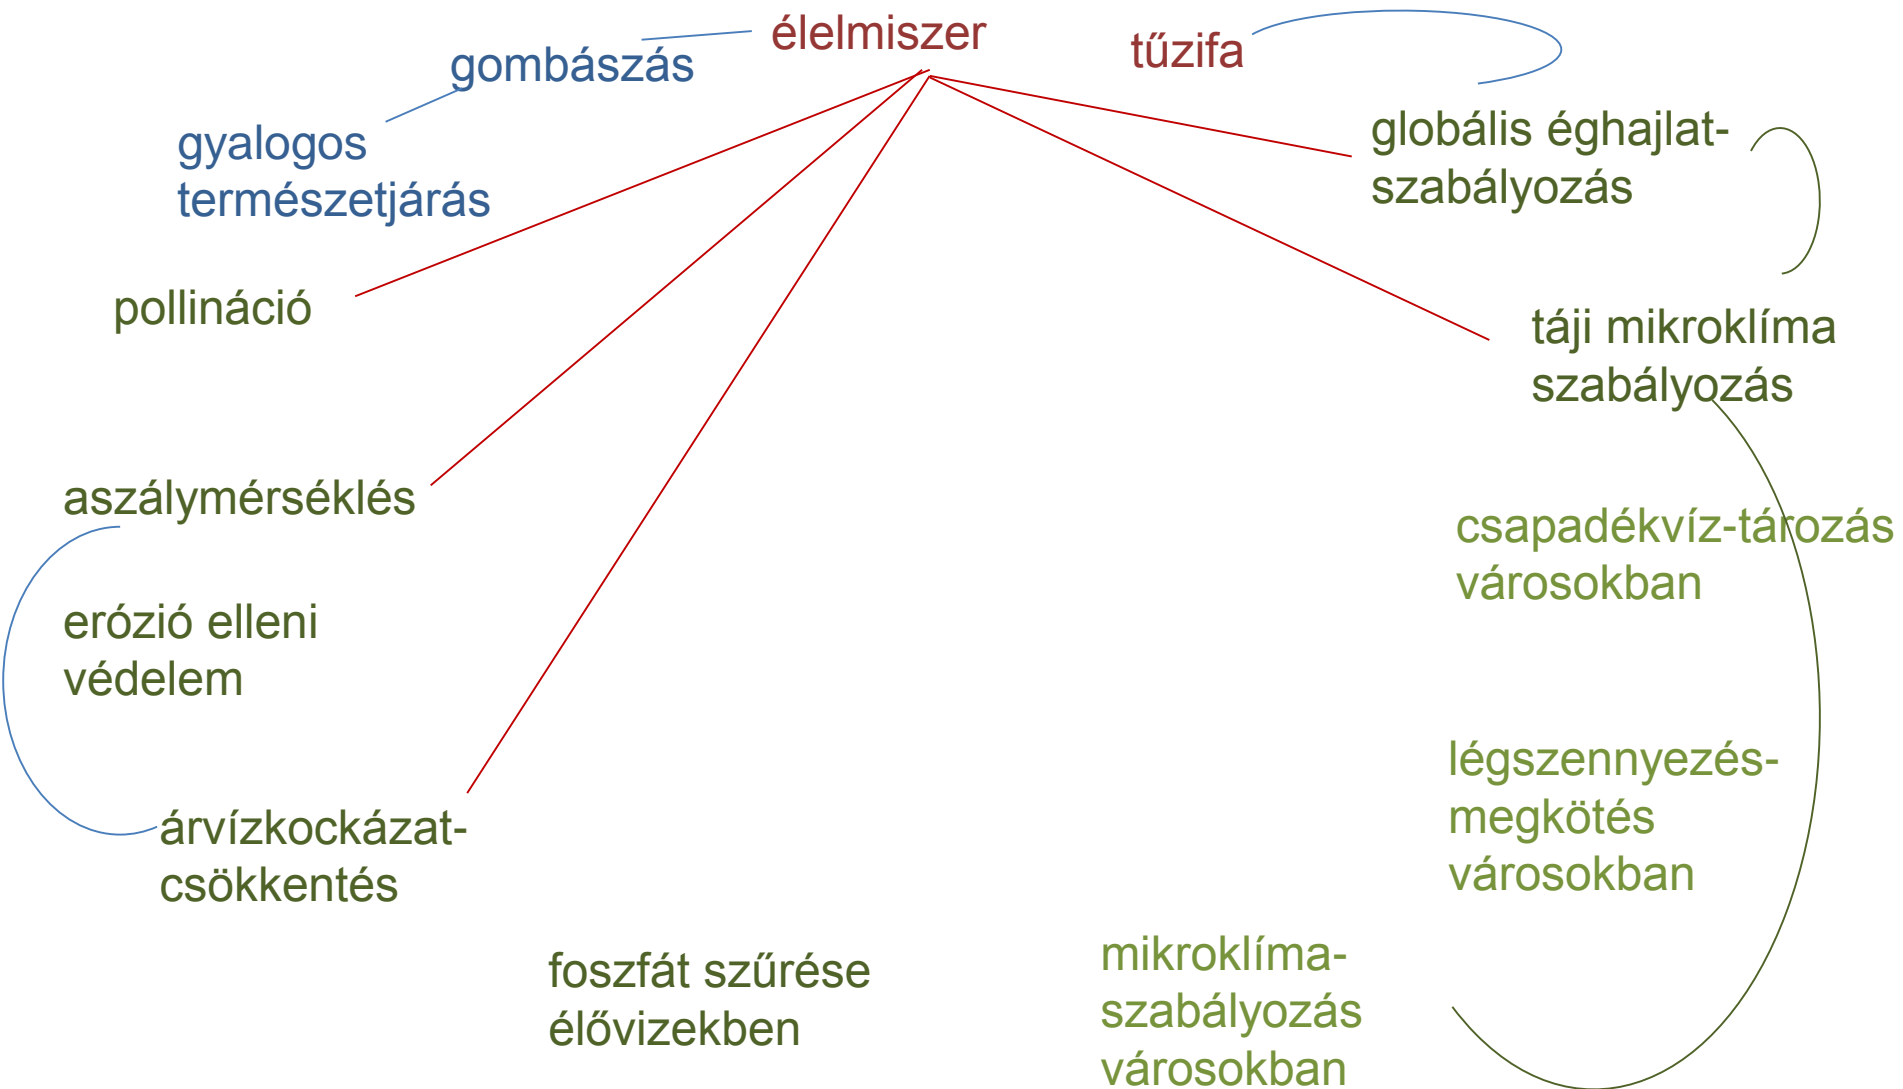 élelmiszer
tűzifa
gombászás
gyalogos
természetjárás
globális éghajlat-
szabályozás
pollináció
táji mikroklíma
szabályozás
aszálymérséklés
csapadékvíz-tározás
városokban
erózió elleni
védelem
légszennyezés-
megkötés
városokban
árvízkockázat-
csökkentés
foszfát szűrése
élővizekben
mikroklíma-
szabályozás
városokban